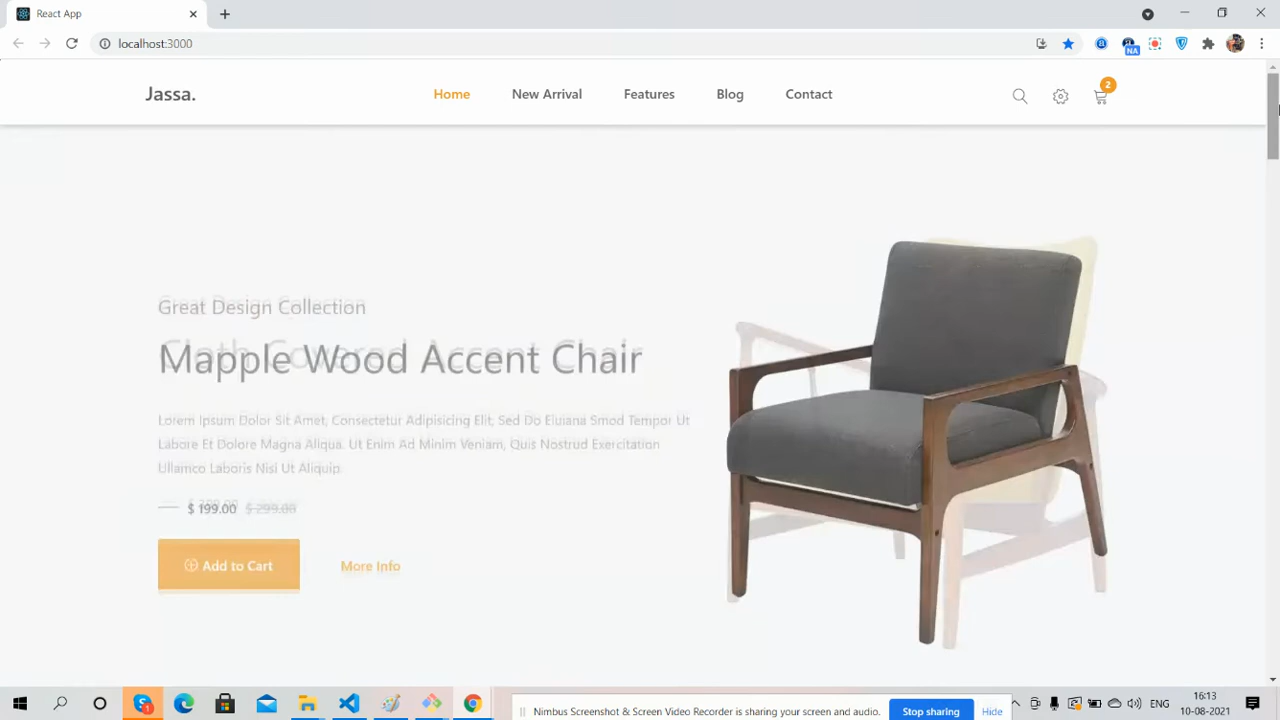 React App
localhost:3000
NA
Jassa.
Home
New Arrival
Features
Blog
Contact
2
Great Design Collection
Mapple Wood Accent Chair
Lorem Ipsum Dolor Sit Amet, Consectetur Adipisicing Elit, Sed Do Eiuiana Smod Tempor Ut
Labore Et Dolore Magna Aliqua. Ut Enim Ad Minim Veniam, Quis Nostrud Exercitation
Ullamco Laboris Nisi Ut Aliquip.
$ 199.00 $ 299.00
Add to Cart
More Info
1
Nimbus Screenshot & Screen Video Recorder is sharing your screen and audio.
Stop sharing
Hide
ENG
16:13
10-08-2021